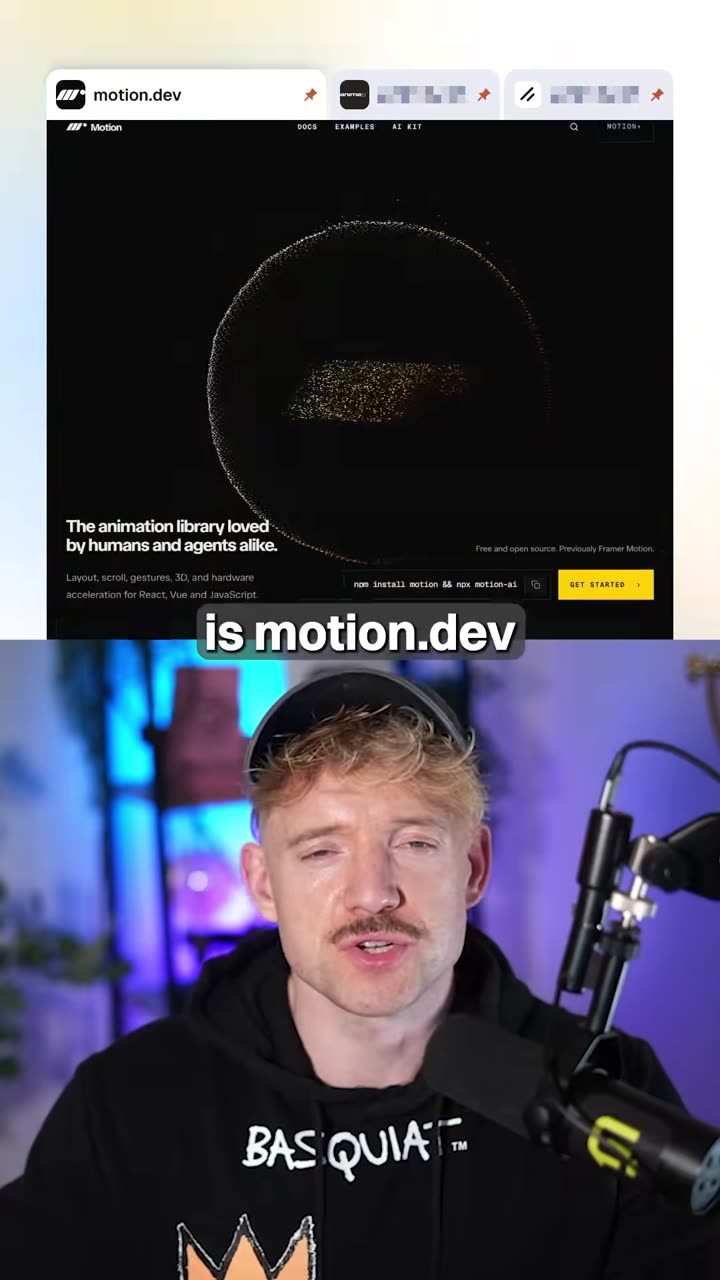 motion.dev
anime
Motion
DOCS
EXAMPLES
AI KIT
MOTION+
The animation library loved
by humans and agents alike.
Free and open source. Previously Framer Motion.
Layout, scroll, gestures, 3D, and hardware
acceleration for React, Vue and JavaScript.
npm install motion && npx motion-ai
GET STARTED
is motion.dev
BASQUIAT™